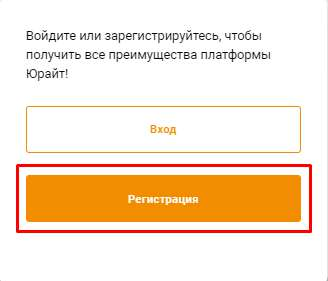 Войдите или зарегистрируйтесь, чтобы
получить все преимущества платформы
Юрайт!
Вход
Регистрация